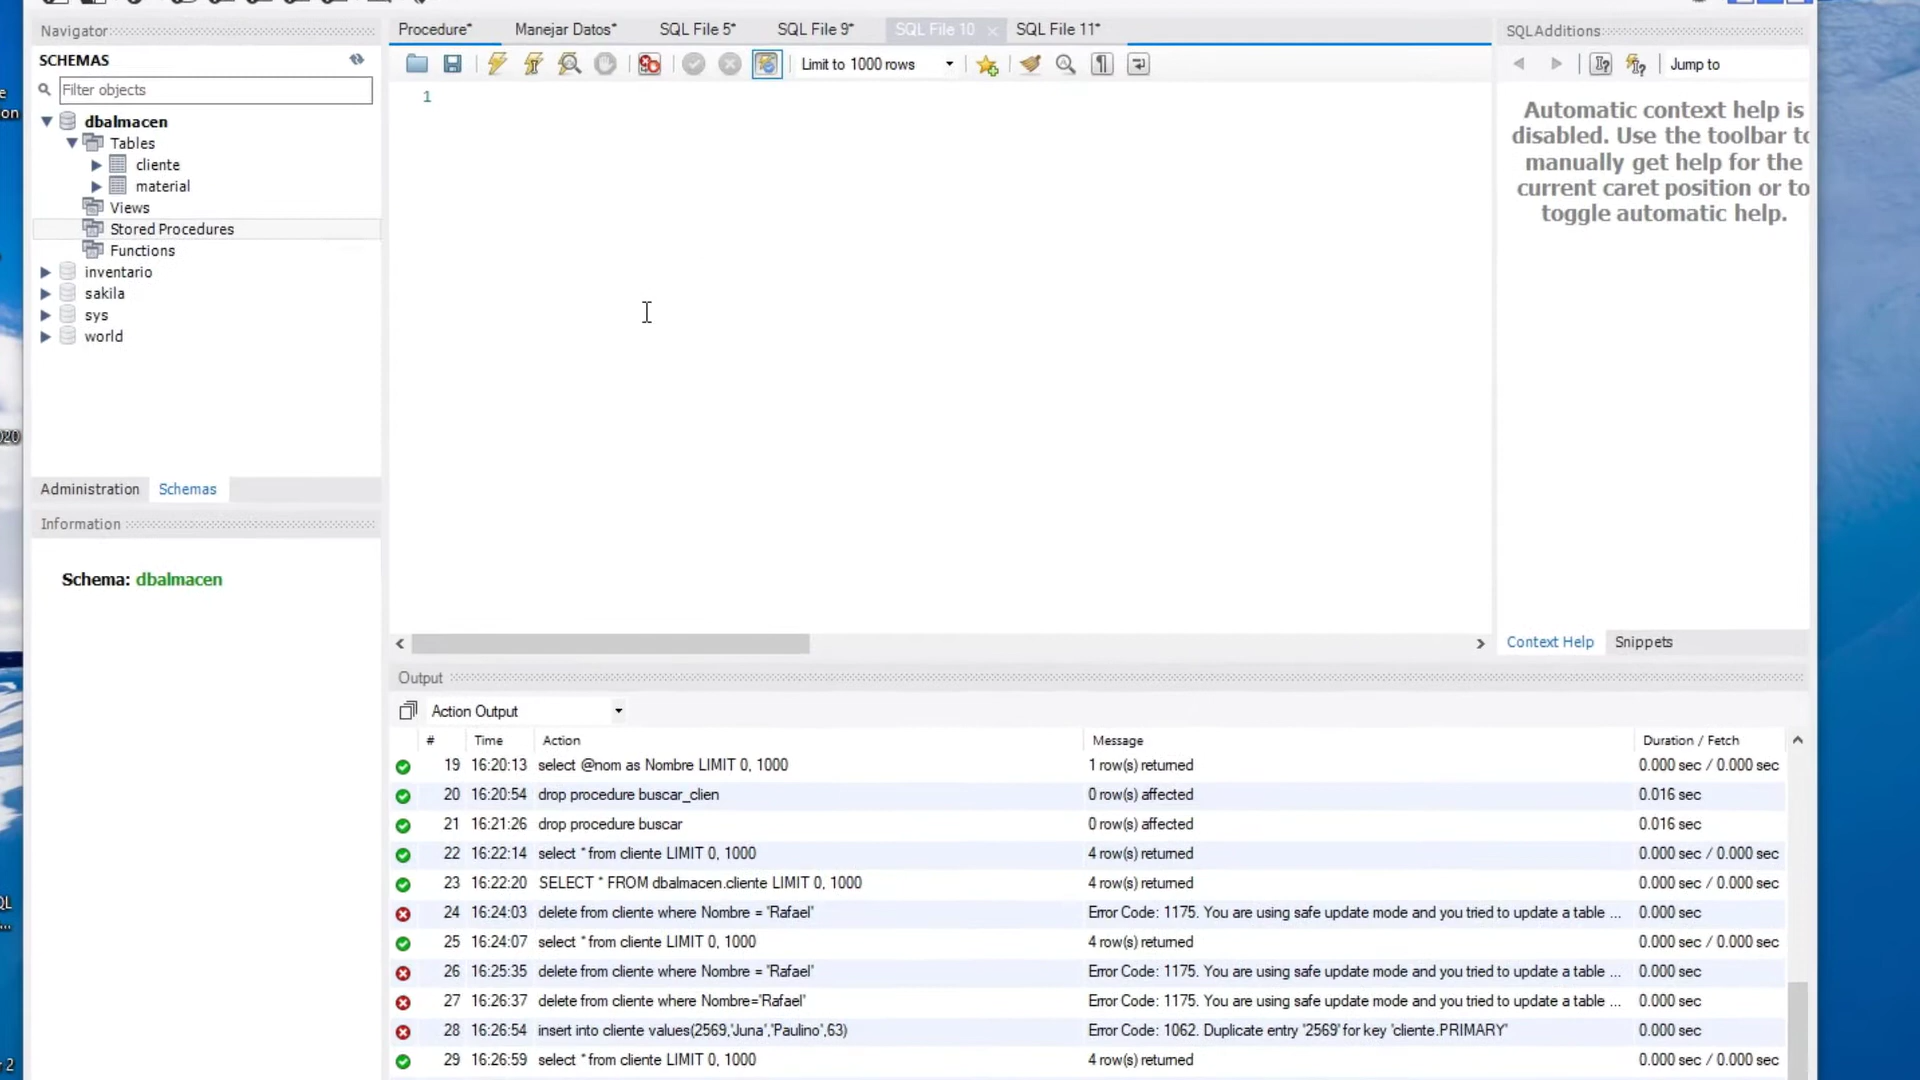 Navigator
SCHEMAS
Filter objects
dbalmacen
Tables
cliente
material
Views
Stored Procedures
Functions
inventario
sakila
sys
world
Administration Schemas
Information
Schema: dbalmacen
Procedure* Manejar Datos* SQL File 5* SQL File 9* SQL File 10 SQL File 11*
Limit to 1000 rows
1
SQLAdditions
Jump to
Automatic context help is
disabled. Use the toolbar to
manually get help for the
current caret position or to
toggle automatic help.
Context Help Snippets
Output
Action Output
# Time Action Message Duration / Fetch
19 16:20:13 select @nom as Nombre LIMIT 0, 1000 1 row(s) returned 0.000 sec / 0.000 sec
20 16:20:54 drop procedure buscar_clien 0 row(s) affected 0.016 sec
21 16:21:26 drop procedure buscar 0 row(s) affected 0.016 sec
22 16:22:14 select * from cliente LIMIT 0, 1000 4 row(s) returned 0.000 sec / 0.000 sec
23 16:22:20 SELECT * FROM dbalmacen.cliente LIMIT 0, 1000 4 row(s) returned 0.000 sec / 0.000 sec
24 16:24:03 delete from cliente where Nombre = 'Rafael' Error Code: 1175. You are using safe update mode and you tried to update a table ... 0.000 sec
25 16:24:07 select * from cliente LIMIT 0, 1000 4 row(s) returned 0.000 sec / 0.000 sec
26 16:25:35 delete from cliente where Nombre = 'Rafael' Error Code: 1175. You are using safe update mode and you tried to update a table ... 0.000 sec
27 16:26:37 delete from cliente where Nombre='Rafael' Error Code: 1175. You are using safe update mode and you tried to update a table ... 0.000 sec
28 16:26:54 insert into cliente values(2569,'Juna','Paulino',63) Error Code: 1062. Duplicate entry '2569' for key 'cliente.PRIMARY' 0.000 sec
29 16:26:59 select * from cliente LIMIT 0, 1000 4 row(s) returned 0.000 sec / 0.000 sec